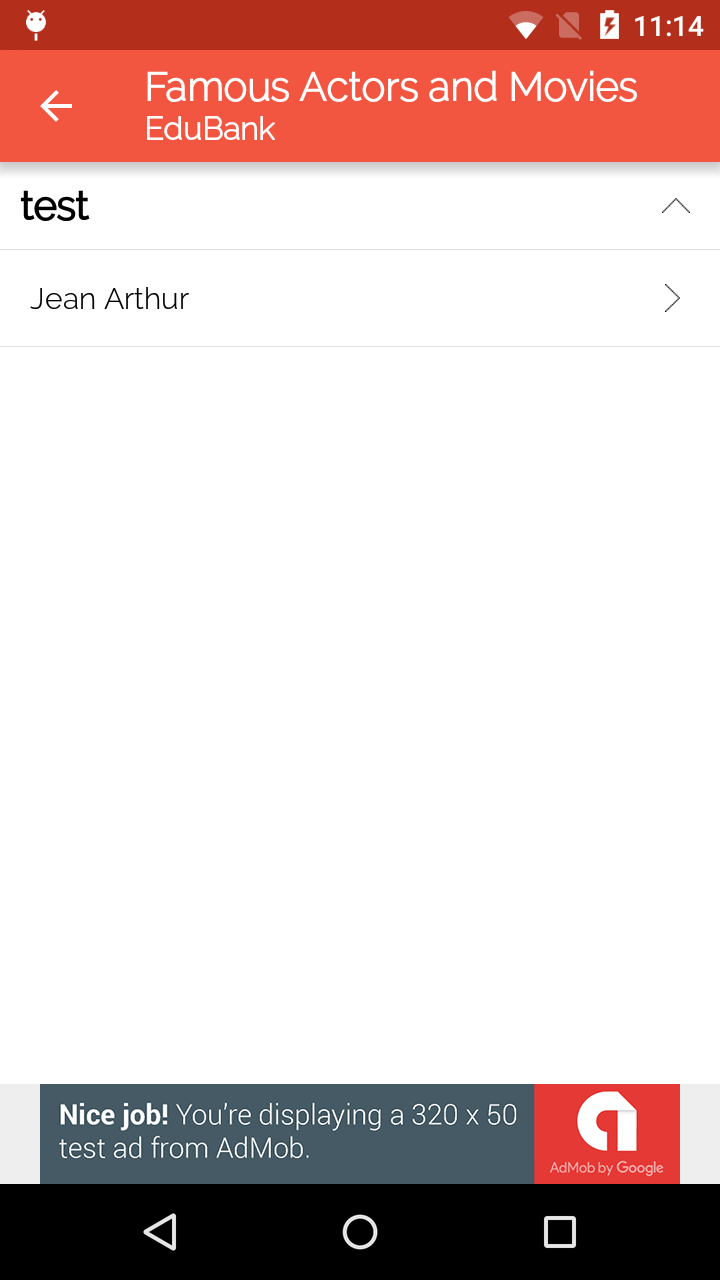 11:14
Famous Actors and Movies
EduBank
test
Jean Arthur
Nice job! You're displaying a 320 x 50
test ad from AdMob.
AdMob by Google